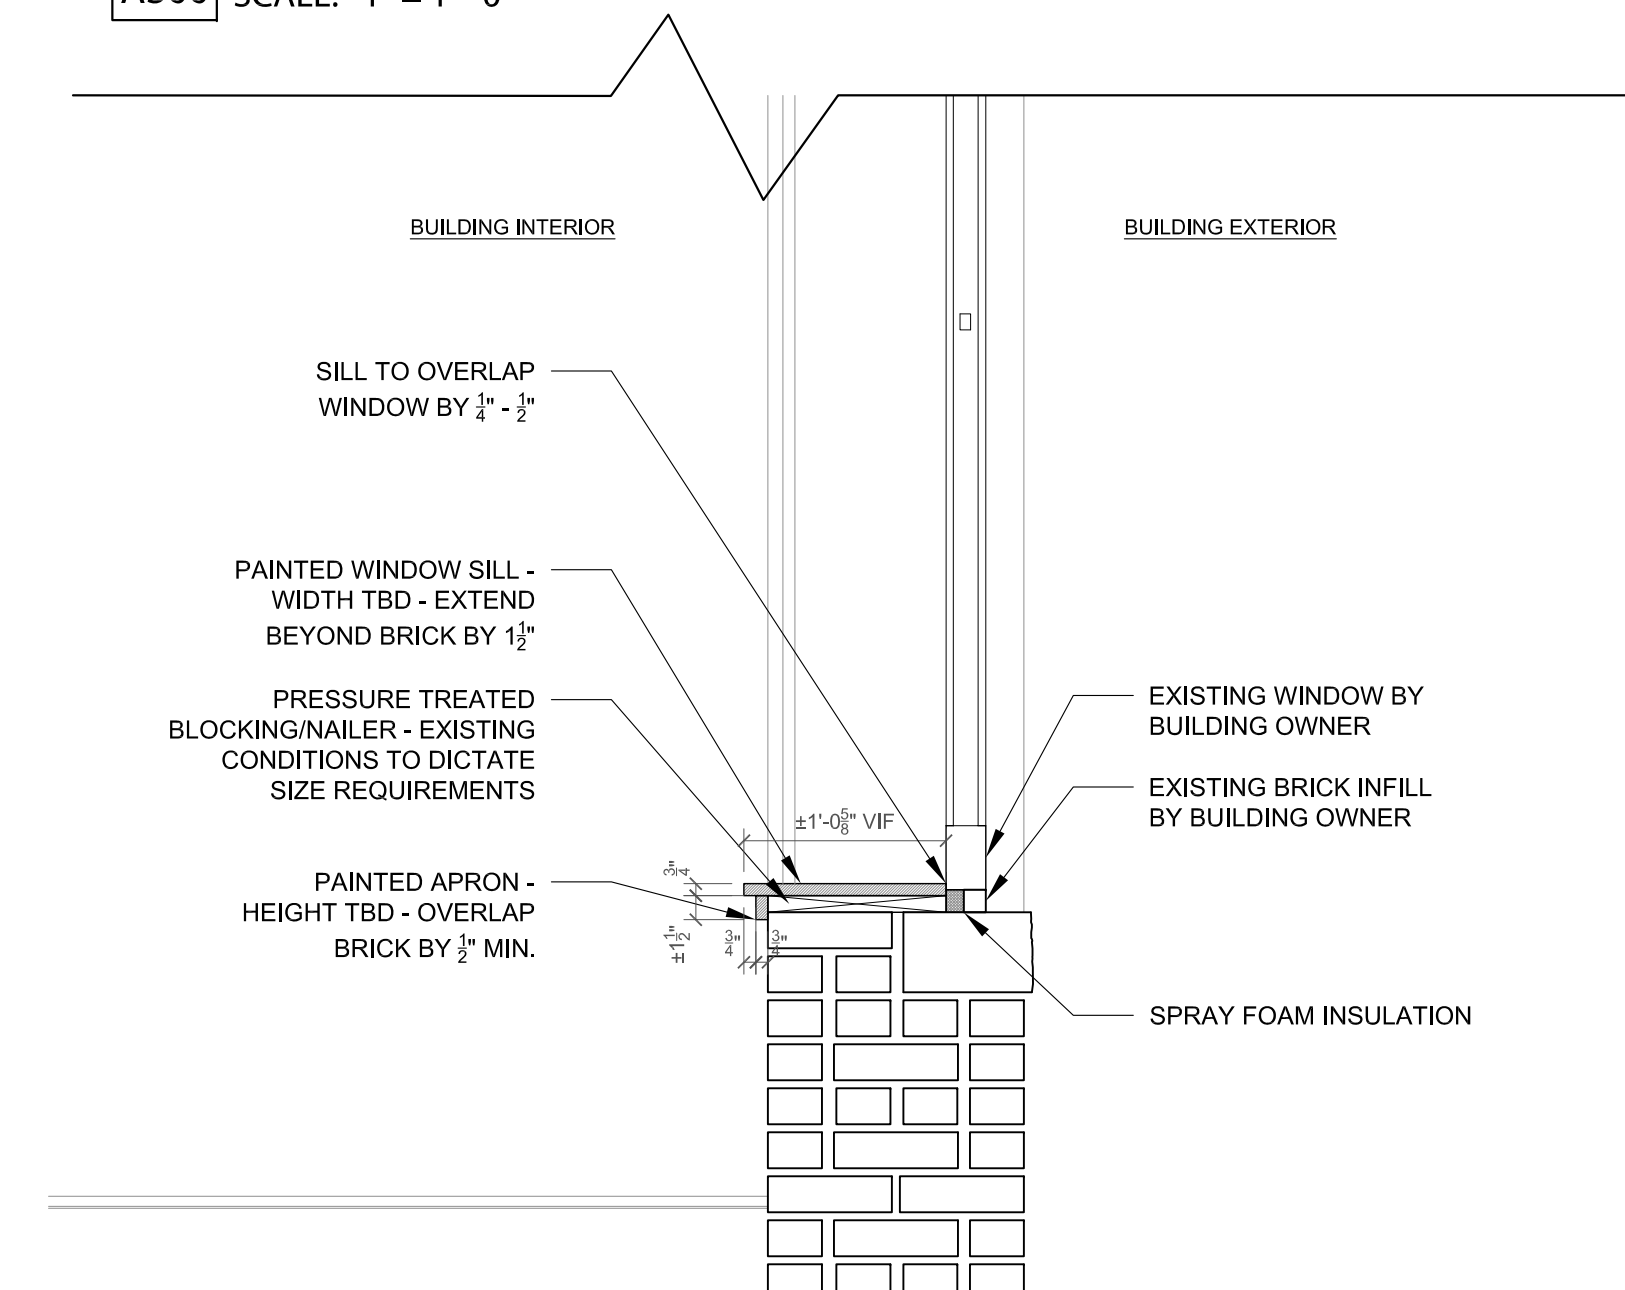 SCALE:
BUILDING INTERIOR
BUILDING EXTERIOR
SILL TO OVERLAP
WINDOW BY 1/4" - 1/2"
PAINTED WINDOW SILL -
WIDTH TBD - EXTEND
BEYOND BRICK BY 1 1/2"
PRESSURE TREATED
BLOCKING/NAILER - EXISTING
CONDITIONS TO DICTATE
SIZE REQUIREMENTS
PAINTED APRON -
HEIGHT TBD - OVERLAP
BRICK BY 1/2" MIN.
±1'-0 5/8" VIF
3/4"
±1 1/2"
3/4"
3/4"
EXISTING WINDOW BY
BUILDING OWNER
EXISTING BRICK INFILL
BY BUILDING OWNER
SPRAY FOAM INSULATION